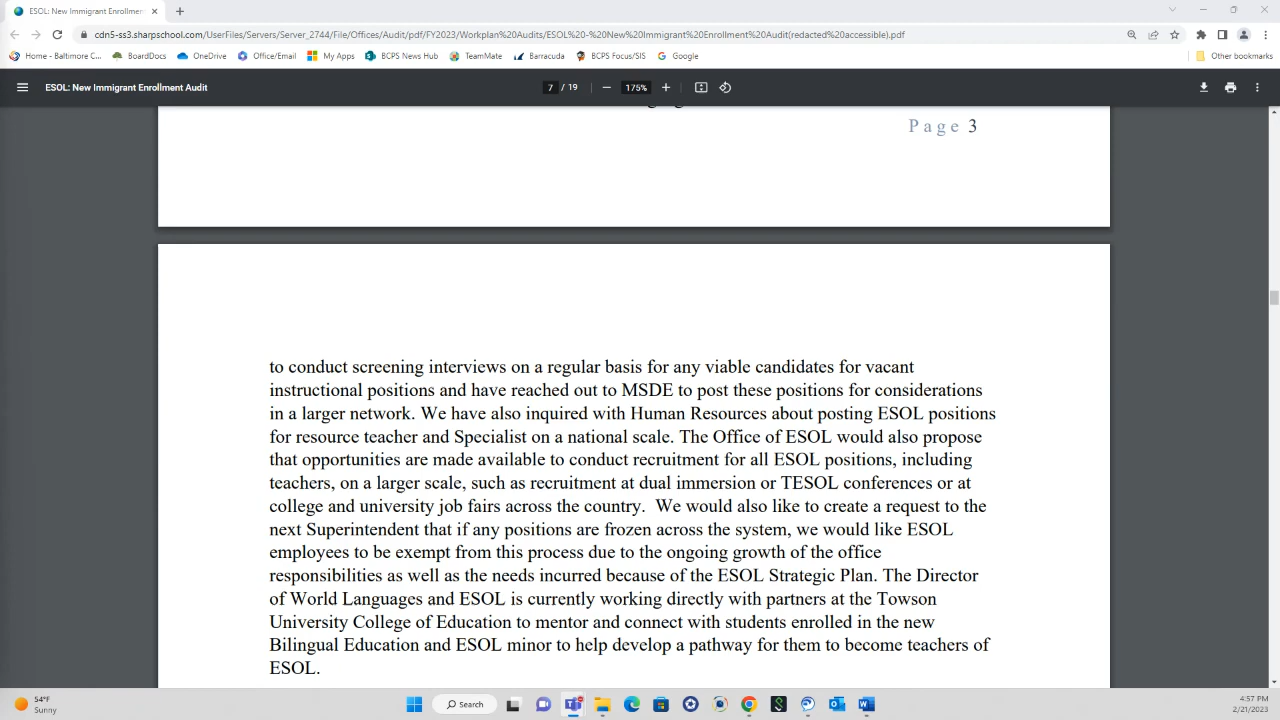 ESOL: New Immigrant Enrollment
cdn5-ss3.sharpschool.com/UserFiles/Servers/Server_2744/File/Offices/Audit/pdf/FY2023/Workplan%20Audits/ESOL%20-%20New%20Immigrant%20Enrollment%20Audit(redacted%20accessible).pdf
Home - Baltimore C... BoardDocs OneDrive Office/Email My Apps BCPS News Hub TeamMate Barracuda BCPS Focus/SIS Google Other bookmarks
ESOL: New Immigrant Enrollment Audit 7 / 19 175%
Page 3
to conduct screening interviews on a regular basis for any viable candidates for vacant
instructional positions and have reached out to MSDE to post these positions for considerations
in a larger network. We have also inquired with Human Resources about posting ESOL positions
for resource teacher and Specialist on a national scale. The Office of ESOL would also propose
that opportunities are made available to conduct recruitment for all ESOL positions, including
teachers, on a larger scale, such as recruitment at dual immersion or TESOL conferences or at
college and university job fairs across the country. We would also like to create a request to the
next Superintendent that if any positions are frozen across the system, we would like ESOL
employees to be exempt from this process due to the ongoing growth of the office
responsibilities as well as the needs incurred because of the ESOL Strategic Plan. The Director
of World Languages and ESOL is currently working directly with partners at the Towson
University College of Education to mentor and connect with students enrolled in the new
Bilingual Education and ESOL minor to help develop a pathway for them to become teachers of
ESOL.
54°F
Sunny
Search
4:57 PM
2/21/2023